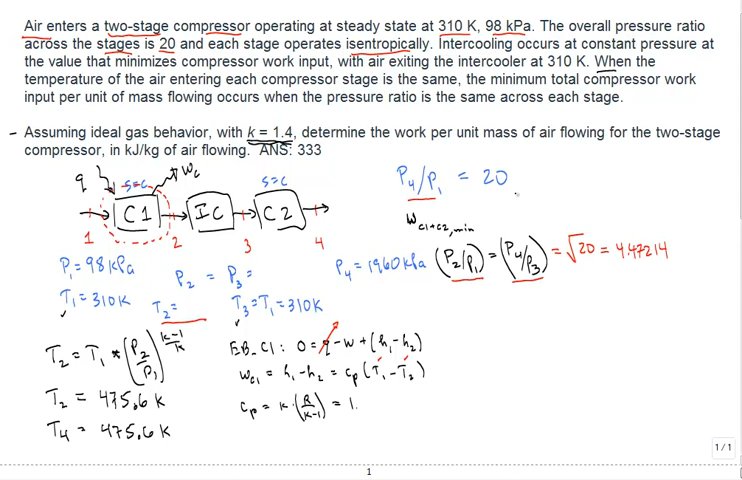 Air enters a two-stage compressor operating at steady state at 310 K, 98 kPa. The overall pressure ratio
across the stages is 20 and each stage operates isentropically. Intercooling occurs at constant pressure at
the value that minimizes compressor work input, with air exiting the intercooler at 310 K. When the
temperature of the air entering each compressor stage is the same, the minimum total compressor work
input per unit of mass flowing occurs when the pressure ratio is the same across each stage.
- Assuming ideal gas behavior, with k = 1.4, determine the work per unit mass of air flowing for the two-stage
compressor, in kJ/kg of air flowing. ANS: 333
q s=c Wc s=c
C1 IC C2
1 2 3 4
P4/P1 = 20
W C1+C2, min
(P2/P1) = (P4/P3) = √20 = 4.47214
P1 = 98 kPa P2 = P3 = P4 = 1960 kPa
T1 = 310 K T2 = T3 = T1 = 310 K
T2 = T1 * (P2/P1)^(k-1/k)
T2 = 475.6 K
T4 = 475.6 K
EB_C1: 0 = q - w + (h1 - h2)
wc1 = h1 - h2 = cp (T1 - T2)
cp = k · (R/k-1) = 1.
1 / 1
1